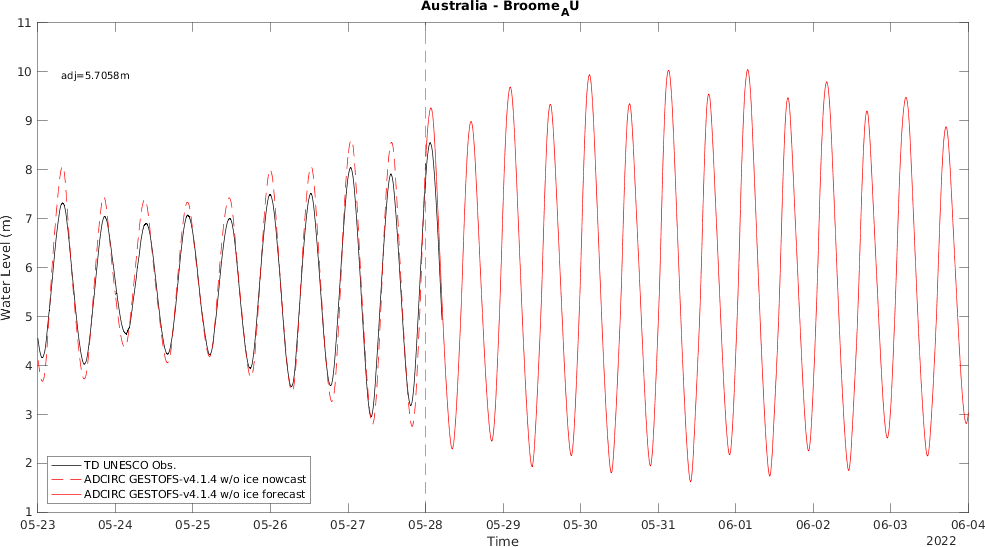 Australia - Broome_AU
adj=5.7058m
Water Level (m)
11
10
9
8
7
6
5
4
3
2
1
TD UNESCO Obs.
ADCIRC GESTOFS-v4.1.4 w/o ice nowcast
ADCIRC GESTOFS-v4.1.4 w/o ice forecast
05-23 05-24 05-25 05-26 05-27 05-28 05-29 05-30 05-31 06-01 06-02 06-03 06-04
Time
2022